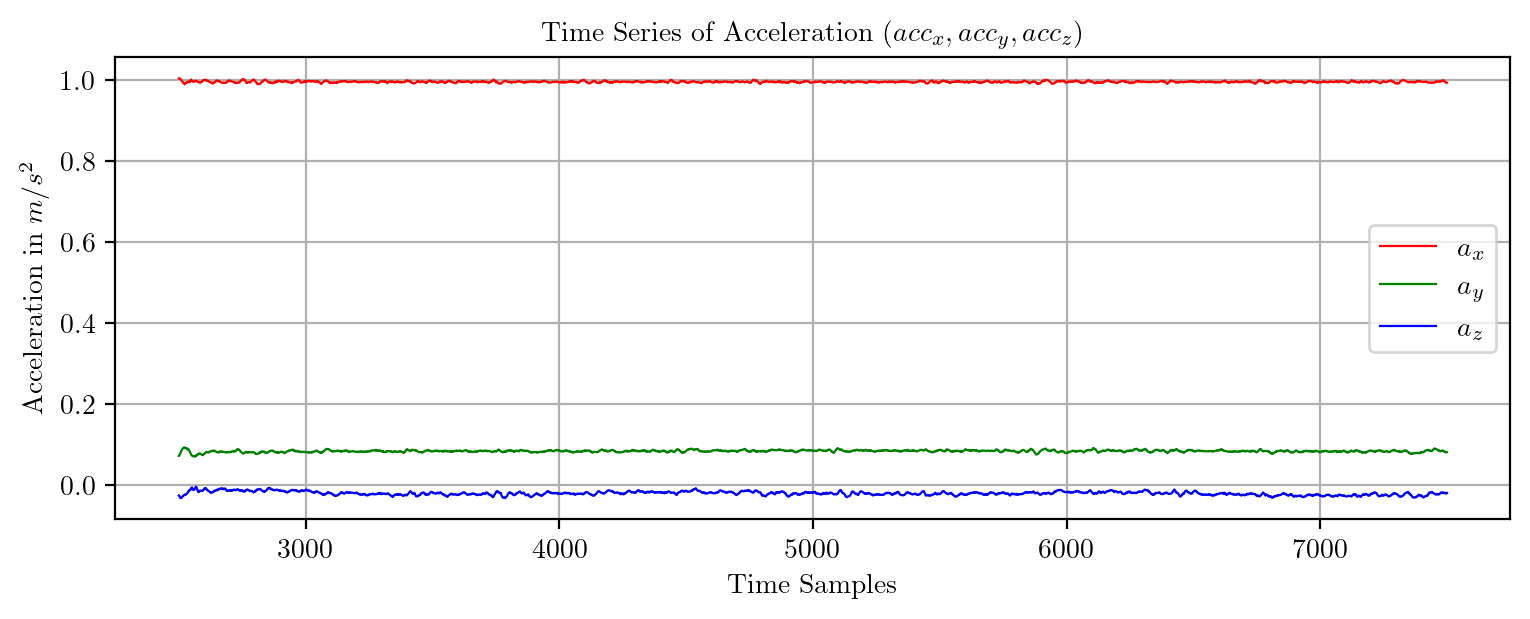 Time Series of Acceleration (acc_x, acc_y, acc_z)
Acceleration in m/s^2
1.0
0.8
0.6
0.4
0.2
0.0
a_x
a_y
a_z
3000 4000 5000 6000 7000
Time Samples